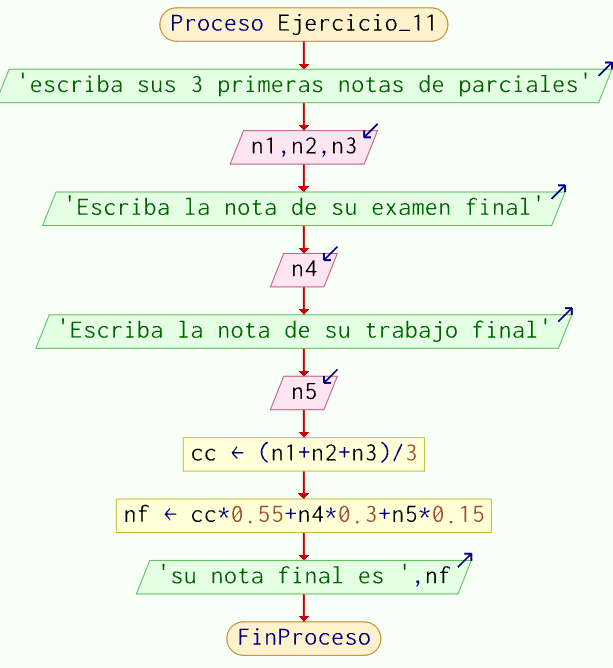 Proceso Ejercicio_11
'escriba sus 3 primeras notas de parciales'
n1,n2,n3
'Escriba la nota de su examen final'
n4
'Escriba la nota de su trabajo final'
n5
cc ← (n1+n2+n3)/3
nf ← cc*0.55+n4*0.3+n5*0.15
'su nota final es ',nf
FinProceso